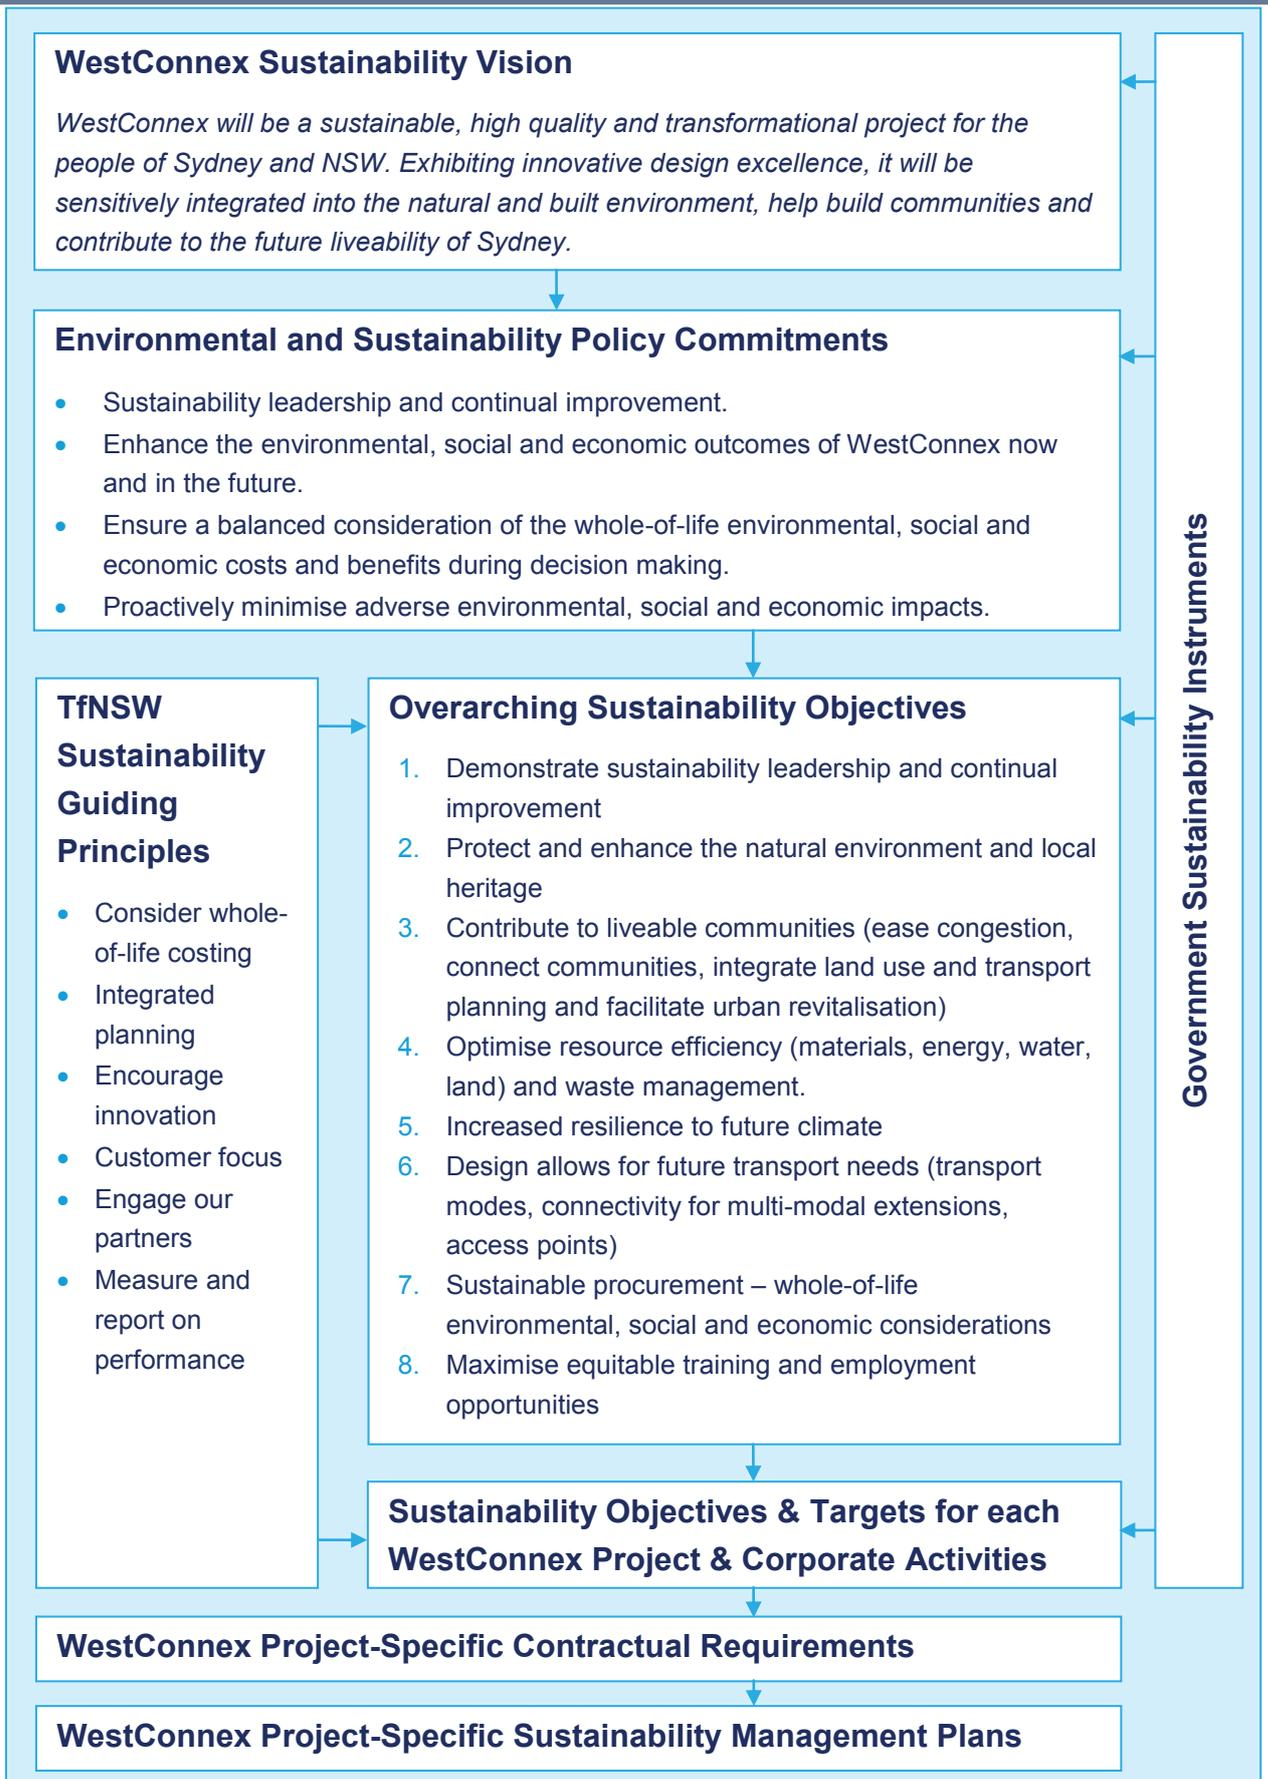 WestConnex Sustainability Vision
WestConnex will be a sustainable, high quality and transformational project for the
people of Sydney and NSW. Exhibiting innovative design excellence, it will be
sensitively integrated into the natural and built environment, help build communities and
contribute to the future liveability of Sydney.
Environmental and Sustainability Policy Commitments
• Sustainability leadership and continual improvement.
• Enhance the environmental, social and economic outcomes of WestConnex now
and in the future.
• Ensure a balanced consideration of the whole-of-life environmental, social and
economic costs and benefits during decision making.
• Proactively minimise adverse environmental, social and economic impacts.
TfNSW
Sustainability
Guiding
Principles
• Consider whole-
of-life costing
• Integrated
planning
• Encourage
innovation
• Customer focus
• Engage our
partners
• Measure and
report on
performance
Overarching Sustainability Objectives
1. Demonstrate sustainability leadership and continual
improvement
2. Protect and enhance the natural environment and local
heritage
3. Contribute to liveable communities (ease congestion,
connect communities, integrate land use and transport
planning and facilitate urban revitalisation)
4. Optimise resource efficiency (materials, energy, water,
land) and waste management.
5. Increased resilience to future climate
6. Design allows for future transport needs (transport
modes, connectivity for multi-modal extensions,
access points)
7. Sustainable procurement – whole-of-life
environmental, social and economic considerations
8. Maximise equitable training and employment
opportunities
Sustainability Objectives & Targets for each
WestConnex Project & Corporate Activities
WestConnex Project-Specific Contractual Requirements
WestConnex Project-Specific Sustainability Management Plans
Government Sustainability Instruments